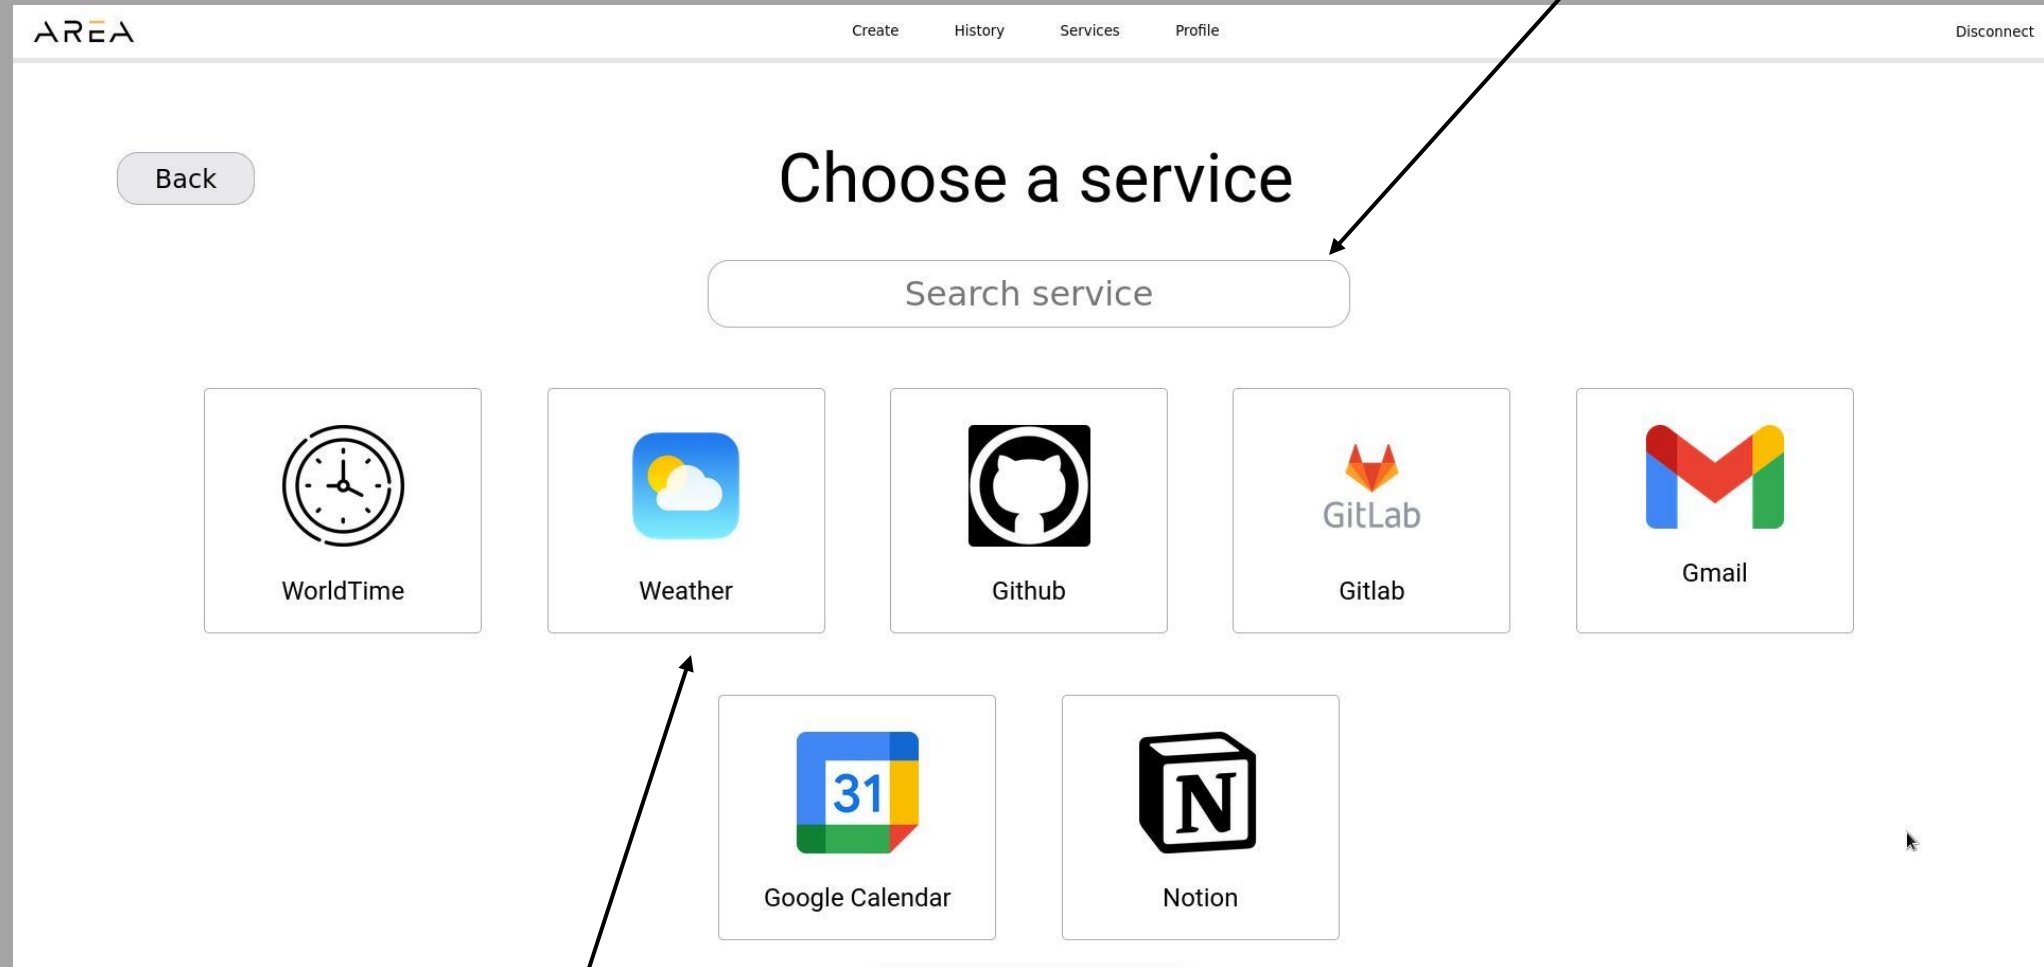 AREA
Create History Services Profile Disconnect
Back
Choose a service
Search service
GitLab
WorldTime Weather Github Gitlab Gmail
31 N
Google Calendar Notion